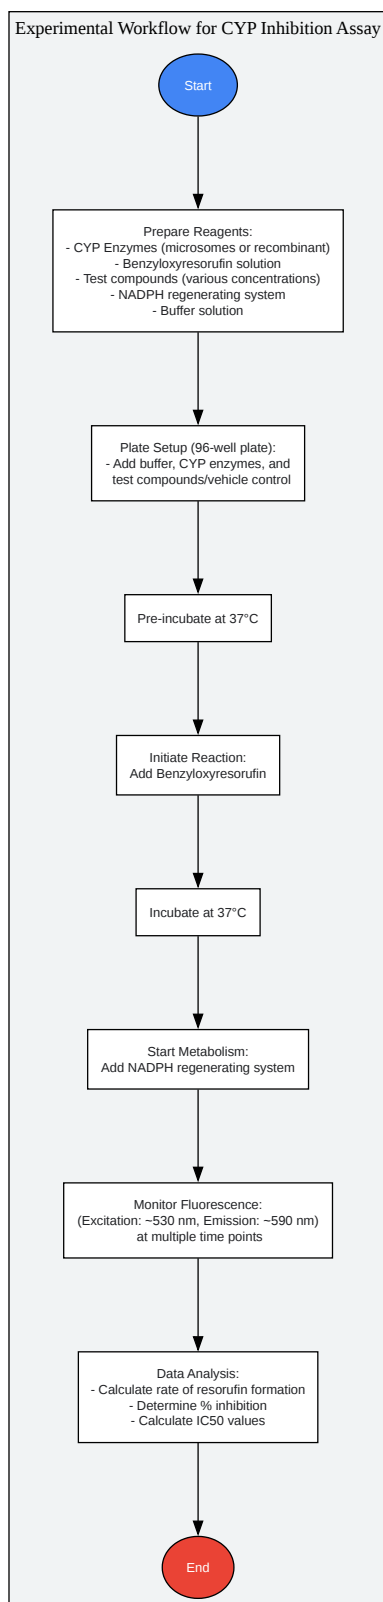 Experimental Workflow for CYP Inhibition Assay
Start
Prepare Reagents:
- CYP Enzymes (microsomes or recombinant)
- Benzyloxyresorufin solution
- Test compounds (various concentrations)
- NADPH regenerating system
- Buffer solution
Plate Setup (96-well plate):
- Add buffer, CYP enzymes, and
test compounds/vehicle control
Pre-incubate at 37°C
Initiate Reaction:
Add Benzyloxyresorufin
Incubate at 37°C
Start Metabolism:
Add NADPH regenerating system
Monitor Fluorescence:
(Excitation: ~530 nm, Emission: ~590 nm)
at multiple time points
Data Analysis:
- Calculate rate of resorufin formation
- Determine % inhibition
- Calculate IC50 values
End